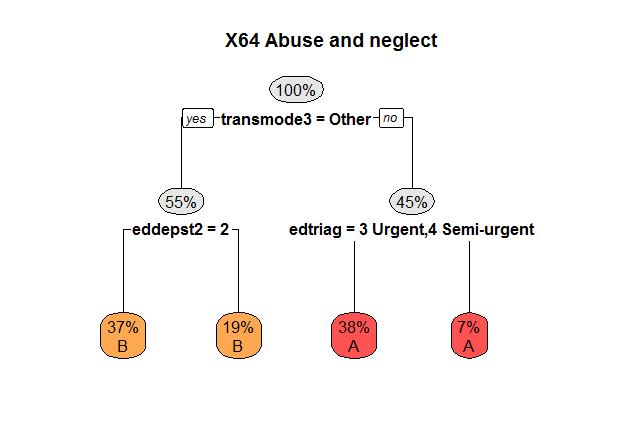 X64 Abuse and neglect
100%
yes transmode3 = Other no
55% 45%
eddepst2 = 2 edtriag = 3 Urgent,4 Semi-urgent
37% 19% 38% 7%
B B A A